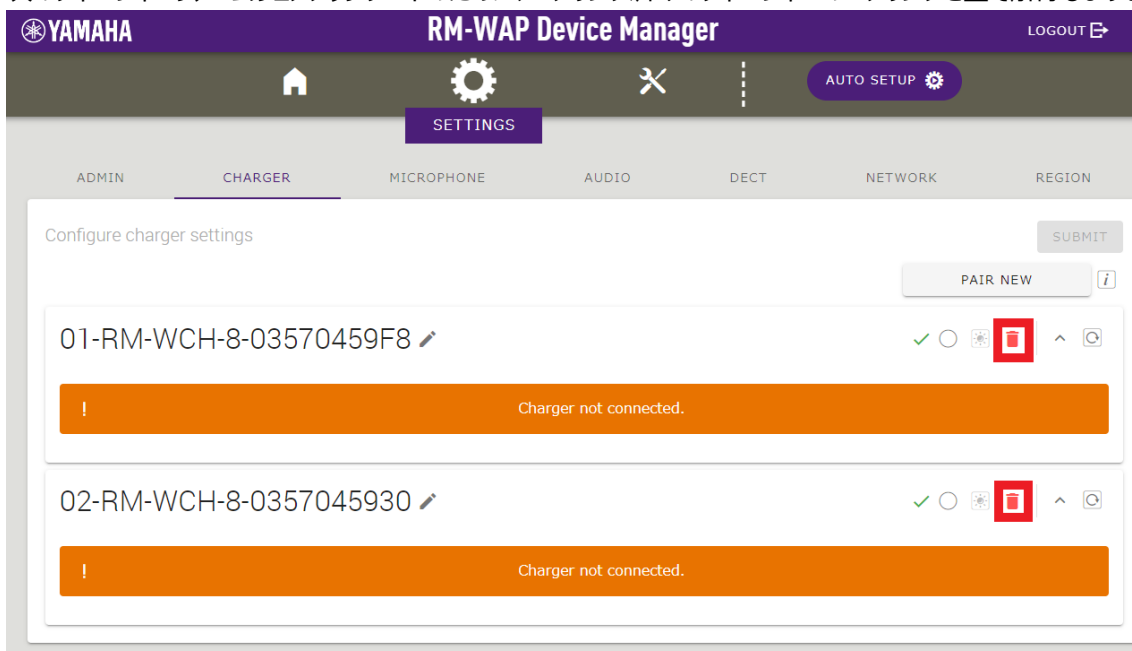 YAMAHA
RM-WAP Device Manager
LOGOUT
AUTO SETUP
SETTINGS
ADMIN CHARGER MICROPHONE AUDIO DECT NETWORK REGION
Configure charger settings
SUBMIT
PAIR NEW i
01-RM-WCH-8-03570459F8
! Charger not connected.
02-RM-WCH-8-0357045930
! Charger not connected.